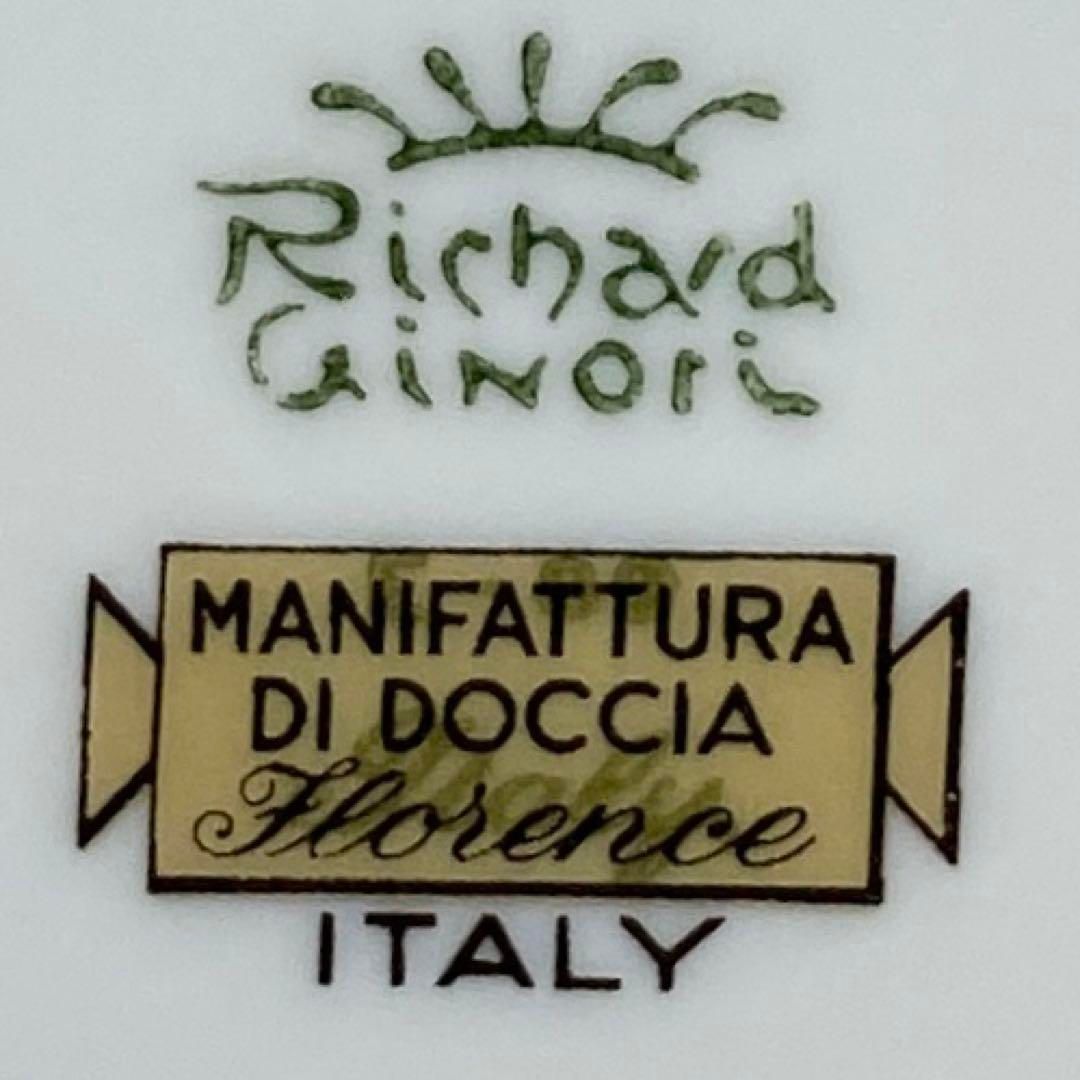 Richard
Ginori
MANIFATTURA
DI DOCCIA
Florence
ITALY